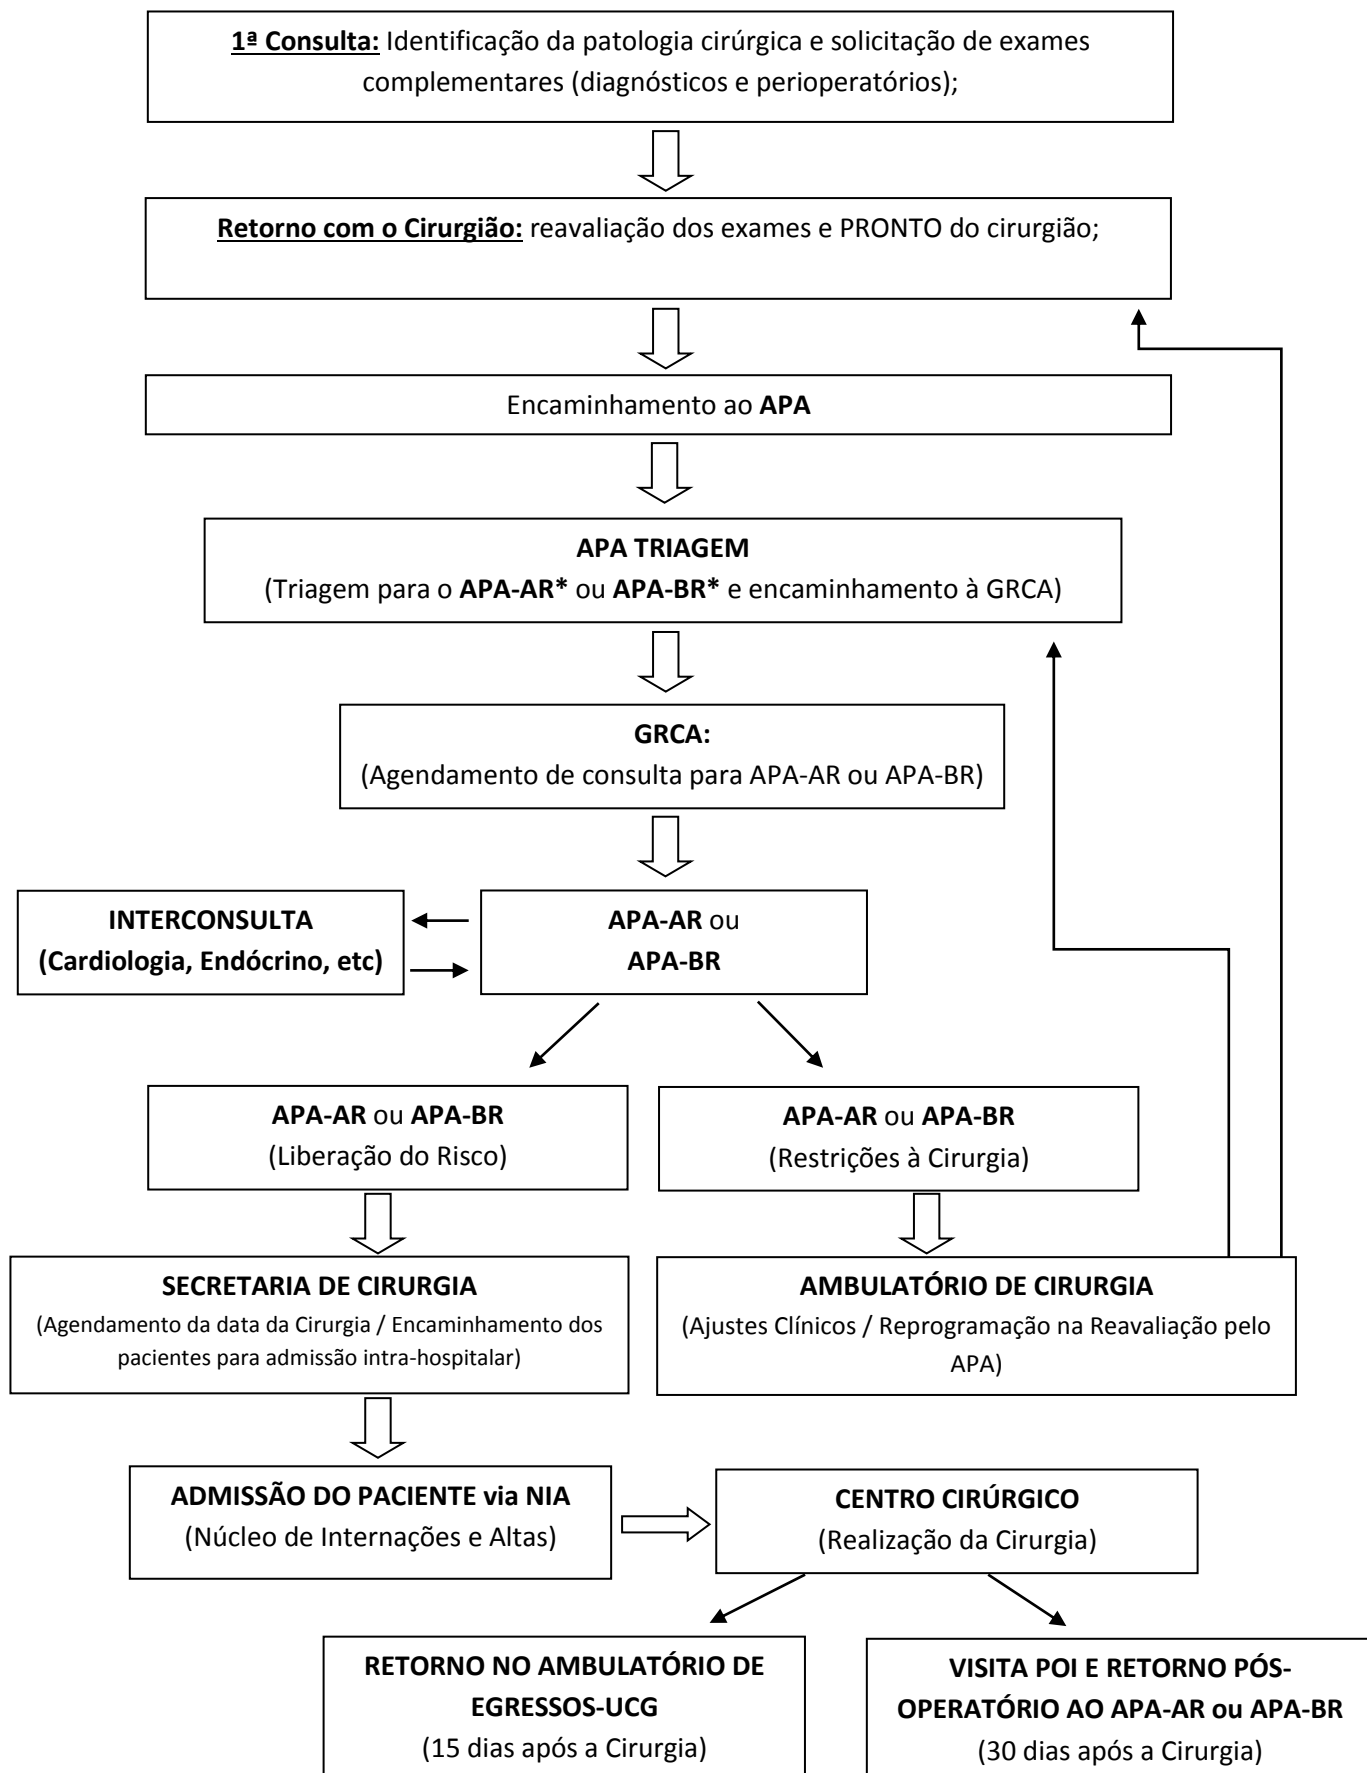 1ª Consulta: Identificação da patologia cirúrgica e solicitação de exames
complementares (diagnósticos e perioperatórios);
Retorno com o Cirurgião: reavaliação dos exames e PRONTO do cirurgião;
Encaminhamento ao APA
APA TRIAGEM
(Triagem para o APA-AR* ou APA-BR* e encaminhamento à GRCA)
GRCA:
(Agendamento de consulta para APA-AR ou APA-BR)
INTERCONSULTA
(Cardiologia, Endócrino, etc)
APA-AR ou
APA-BR
APA-AR ou APA-BR
(Liberação do Risco)
APA-AR ou APA-BR
(Restrições à Cirurgia)
SECRETARIA DE CIRURGIA
(Agendamento da data da Cirurgia / Encaminhamento dos
pacientes para admissão intra-hospitalar)
AMBULATÓRIO DE CIRURGIA
(Ajustes Clínicos / Reprogramação na Reavaliação pelo
APA)
ADMISSÃO DO PACIENTE via NIA
(Núcleo de Internações e Altas)
CENTRO CIRÚRGICO
(Realização da Cirurgia)
RETORNO NO AMBULATÓRIO DE
EGRESSOS-UCG
(15 dias após a Cirurgia)
VISITA POI E RETORNO PÓS-
OPERATÓRIO AO APA-AR ou APA-BR
(30 dias após a Cirurgia)